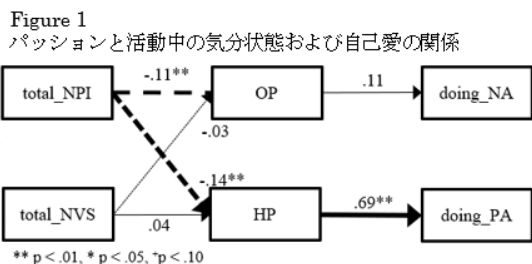 Figure 1
パッションと活動中の気分状態および自己愛の関係
total_NPI
-.11**
OP
.11
doing_NA
-.03
-.14**
total_NVS
.04
HP
.69**
doing_PA
** p < .01, * p < .05, +p < .10